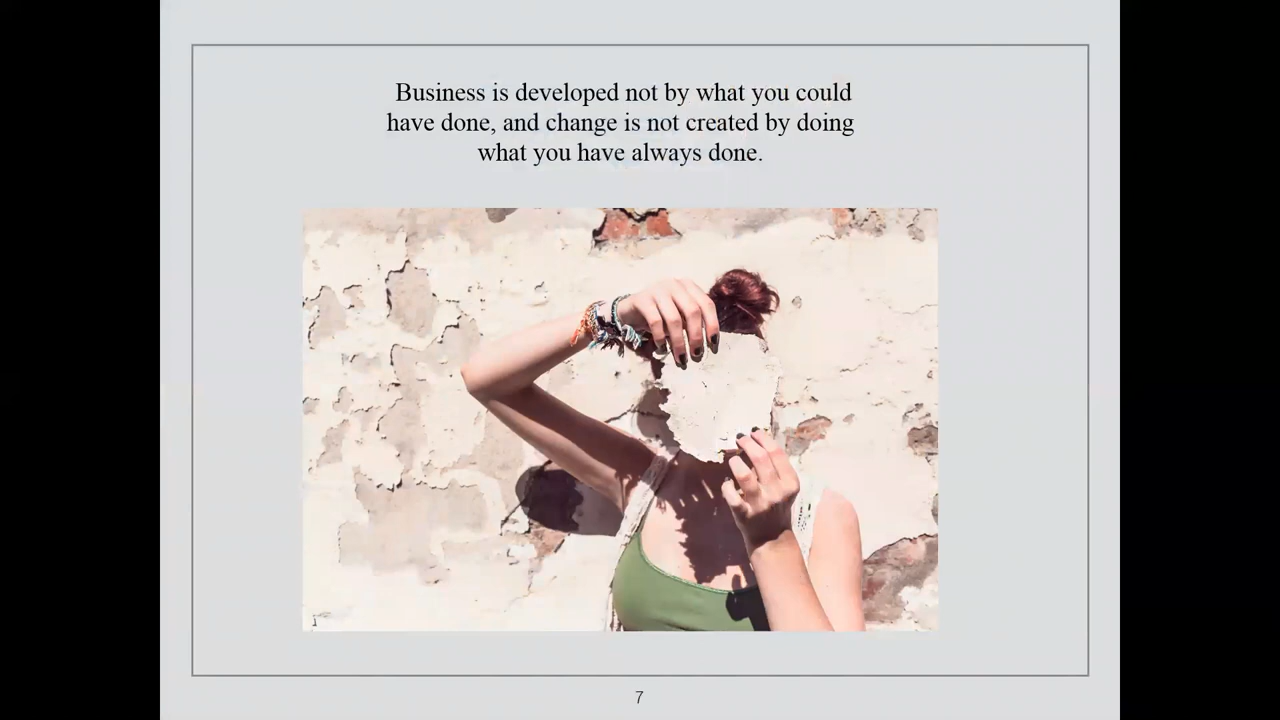 Business is developed not by what you could
have done, and change is not created by doing
what you have always done.
7